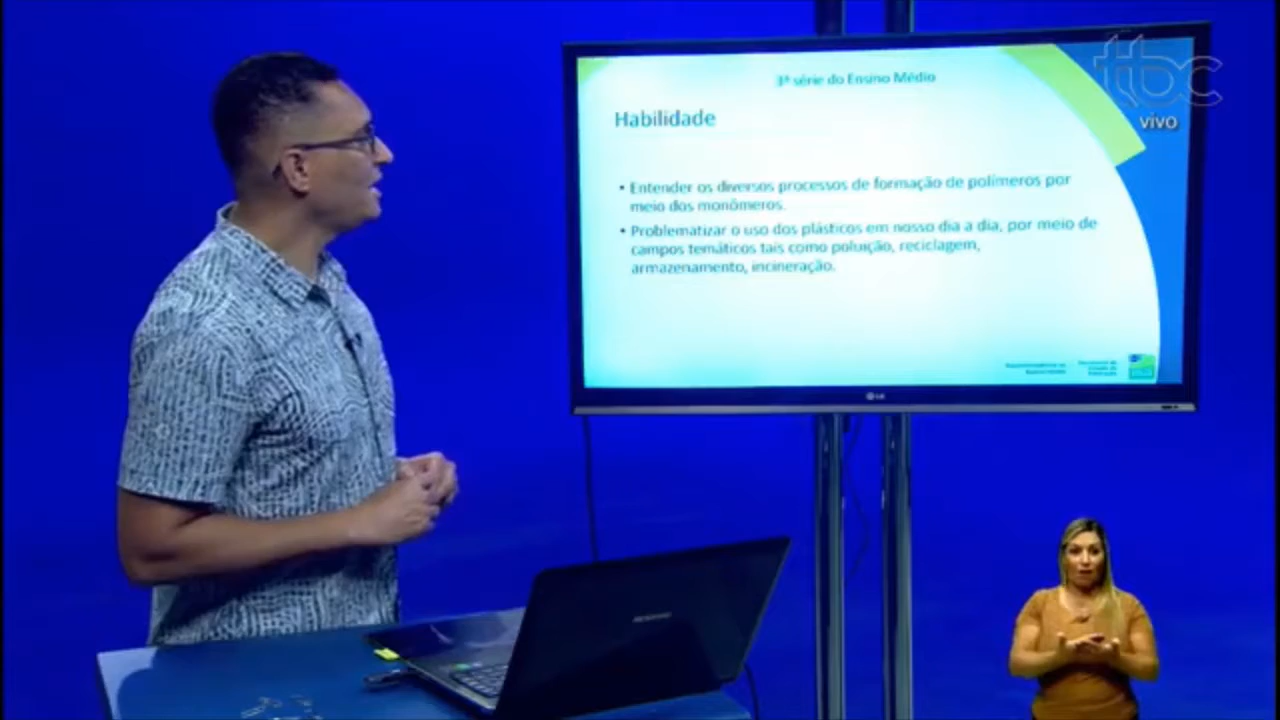 3ª série do Ensino Médio
tbc
vivo
Habilidade
• Entender os diversos processos de formação de polímeros por
meio dos monômeros.
• Problematizar o uso dos plásticos em nosso dia a dia, por meio de
campos temáticos tais como poluição, reciclagem,
armazenamento, incineração.
LG